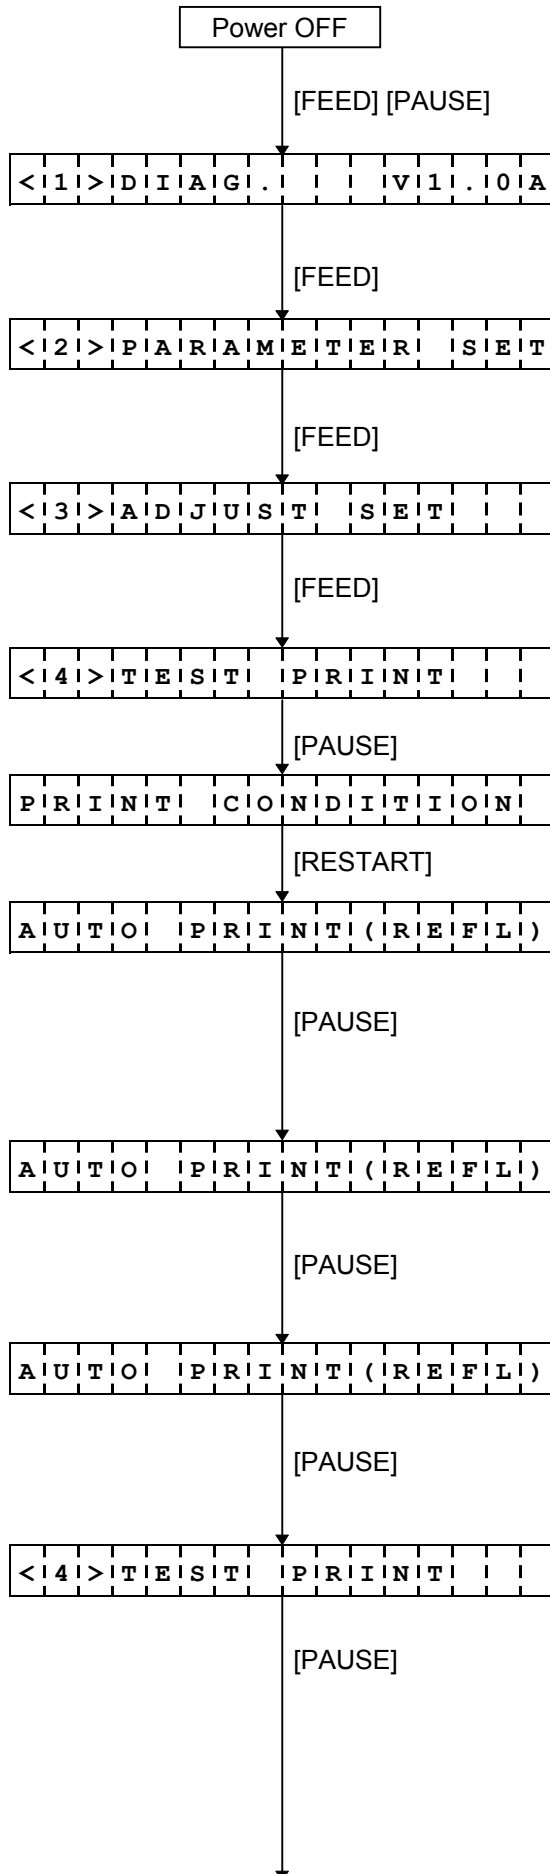 Power OFF
[FEED] [PAUSE]
<1>DIAG.   V1.0A
[FEED]
<2>PARAMETER SET
[FEED]
<3>ADJUST SET
[FEED]
<4>TEST PRINT
[PAUSE]
PRINT CONDITION
[RESTART]
AUTO PRINT(REFL)
[PAUSE]
AUTO PRINT(REFL)
[PAUSE]
AUTO PRINT(REFL)
[PAUSE]
<4>TEST PRINT
[PAUSE]